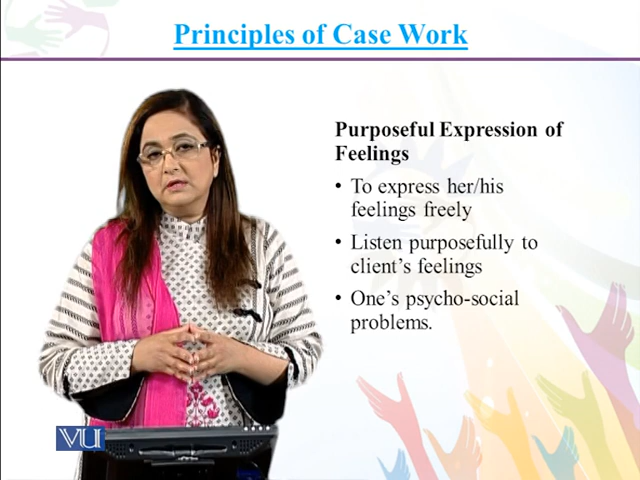 Principles of Case Work
Purposeful Expression of
Feelings
• To express her/his
feelings freely
• Listen purposefully to
client's feelings
• One's psycho-social
problems.
VU